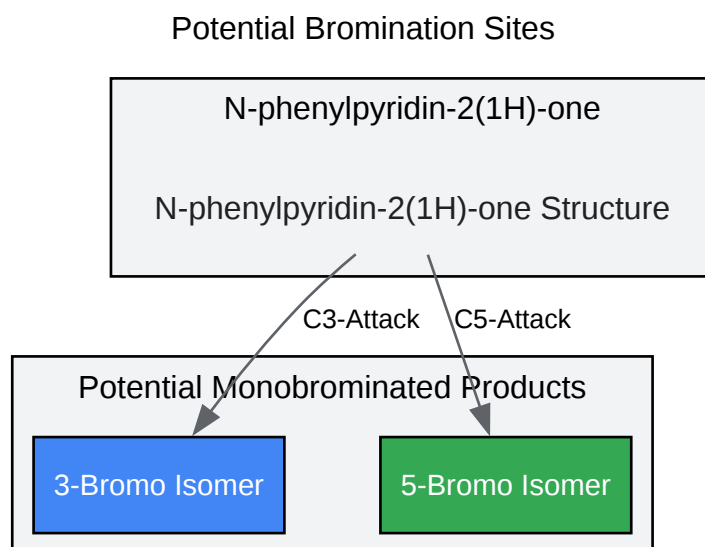 Potential Bromination Sites
N-phenylpyridin-2(1H)-one
N-phenylpyridin-2(1H)-one Structure
C3-Attack
C5-Attack
Potential Monobrominated Products
3-Bromo Isomer
5-Bromo Isomer